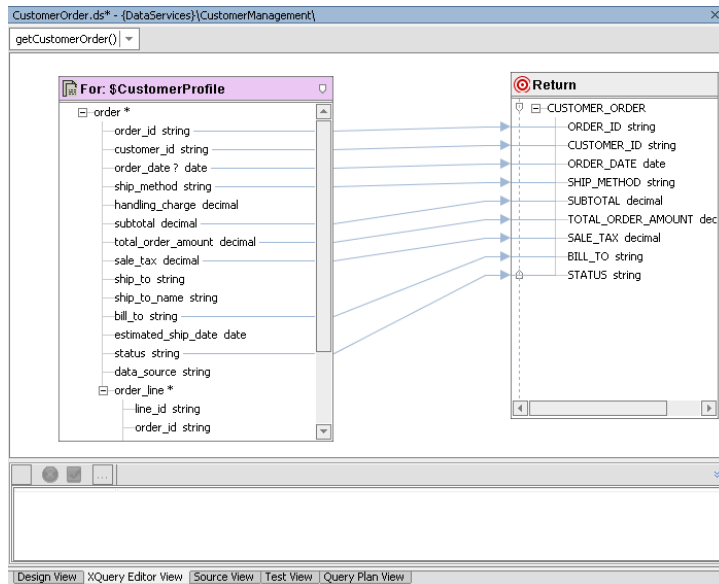 CustomerOrder.ds* - {DataServices}\CustomerManagement\
getCustomerOrder()
For: $CustomerProfile
order *
order_id string
customer_id string
order_date ? date
ship_method string
handling_charge decimal
subtotal decimal
total_order_amount decimal
sale_tax decimal
ship_to string
ship_to_name string
bill_to string
estimated_ship_date date
status string
data_source string
order_line *
line_id string
order_id string
Return
CUSTOMER_ORDER
ORDER_ID string
CUSTOMER_ID string
ORDER_DATE date
SHIP_METHOD string
SUBTOTAL decimal
TOTAL_ORDER_AMOUNT dec
SALE_TAX decimal
BILL_TO string
STATUS string
...
Design View XQuery Editor View Source View Test View Query Plan View